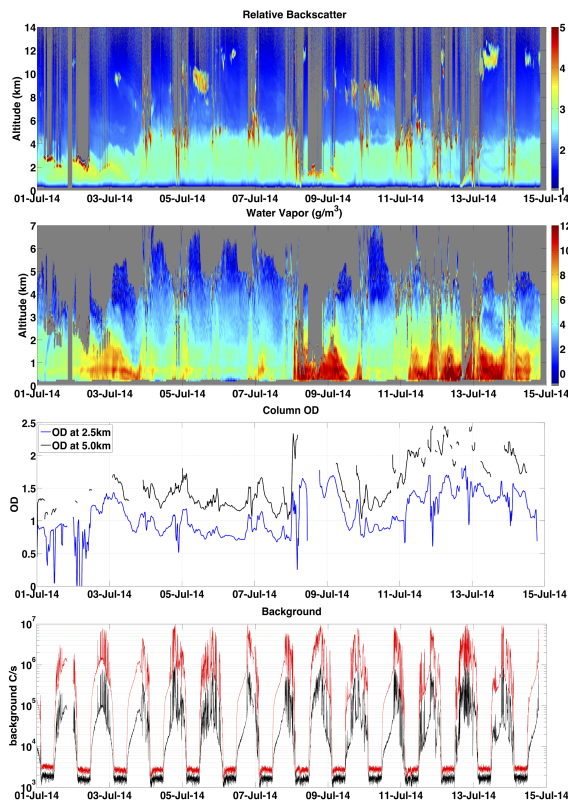 Relative Backscatter
14
12
10
8
6
4
2
0
Altitude (km)
5
4
3
2
1
01-Jul-14 03-Jul-14 05-Jul-14 07-Jul-14 09-Jul-14 11-Jul-14 13-Jul-14 15-Jul-14
Water Vapor (g/m³)
7
6
5
4
3
2
1
0
Altitude (km)
12
10
8
6
4
2
0
01-Jul-14 03-Jul-14 05-Jul-14 07-Jul-14 09-Jul-14 11-Jul-14 13-Jul-14 15-Jul-14
Column OD
2.5
2
1.5
1
0.5
0
OD
OD at 2.5km
OD at 5.0km
01-Jul-14 03-Jul-14 05-Jul-14 07-Jul-14 09-Jul-14 11-Jul-14 13-Jul-14 15-Jul-14
Background
10⁷
10⁶
10⁵
10⁴
10³
background C/s
01-Jul-14 03-Jul-14 05-Jul-14 07-Jul-14 09-Jul-14 11-Jul-14 13-Jul-14 15-Jul-14